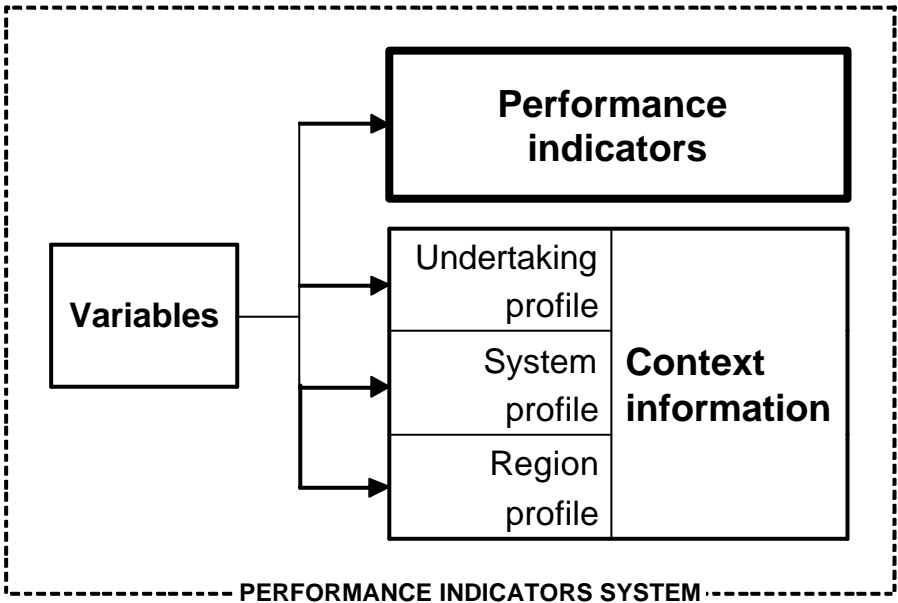 Performance
indicators
Variables
Undertaking
profile
System
profile
Region
profile
Context
information
PERFORMANCE INDICATORS SYSTEM